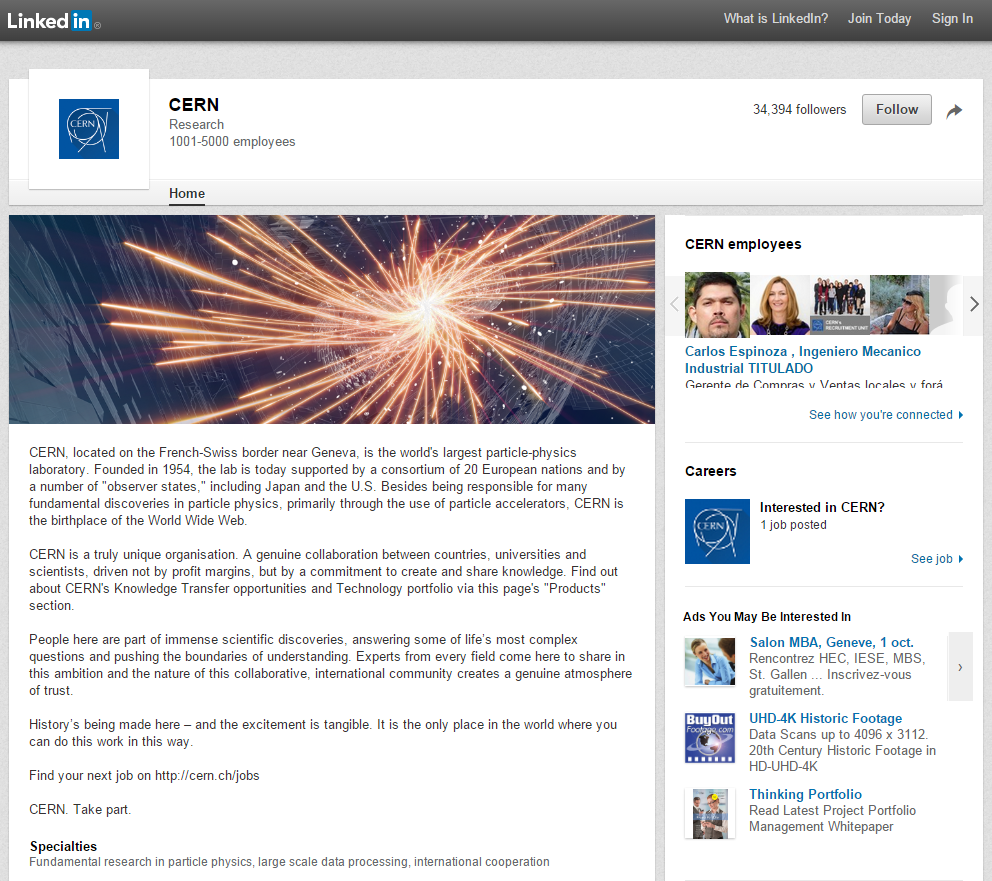 Linked in ®
What is LinkedIn? Join Today Sign In
CERN
CERN
Research
1001-5000 employees
34,394 followers
Follow
Home
CERN, located on the French-Swiss border near Geneva, is the world's largest particle-physics
laboratory. Founded in 1954, the lab is today supported by a consortium of 20 European nations and by
a number of "observer states," including Japan and the U.S. Besides being responsible for many
fundamental discoveries in particle physics, primarily through the use of particle accelerators, CERN is
the birthplace of the World Wide Web.
CERN is a truly unique organisation. A genuine collaboration between countries, universities and
scientists, driven not by profit margins, but by a commitment to create and share knowledge. Find out
about CERN's Knowledge Transfer opportunities and Technology portfolio via this page's "Products"
section.
People here are part of immense scientific discoveries, answering some of life's most complex
questions and pushing the boundaries of understanding. Experts from every field come here to share in
this ambition and the nature of this collaborative, international community creates a genuine atmosphere
of trust.
History's being made here – and the excitement is tangible. It is the only place in the world where you
can do this work in this way.
Find your next job on http://cern.ch/jobs
CERN. Take part.
Specialties
Fundamental research in particle physics, large scale data processing, international cooperation
CERN employees
CERN's
RECRUITMENT UNIT
Carlos Espinoza , Ingeniero Mecanico
Industrial TITULADO
Gerente de Compras y Ventas locales y forá
See how you're connected
Careers
CERN
Interested in CERN?
1 job posted
See job
Ads You May Be Interested In
Salon MBA, Geneve, 1 oct.
Rencontrez HEC, IESE, MBS,
St. Gallen ... Inscrivez-vous
gratuitement.
BuyOut
Footage.com
UHD-4K Historic Footage
Data Scans up to 4096 x 3112.
20th Century Historic Footage in
HD-UHD-4K
Thinking Portfolio
Read Latest Project Portfolio
Management Whitepaper